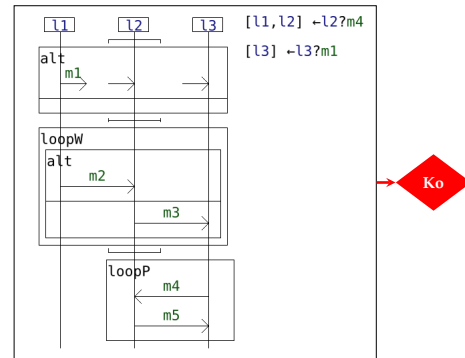 l1 l2 l3 [l1,l2] ←l2?m4
[l3] ←l3?m1
alt
m1
loopW
alt
m2
m3
loopP
m4
m5
Ko